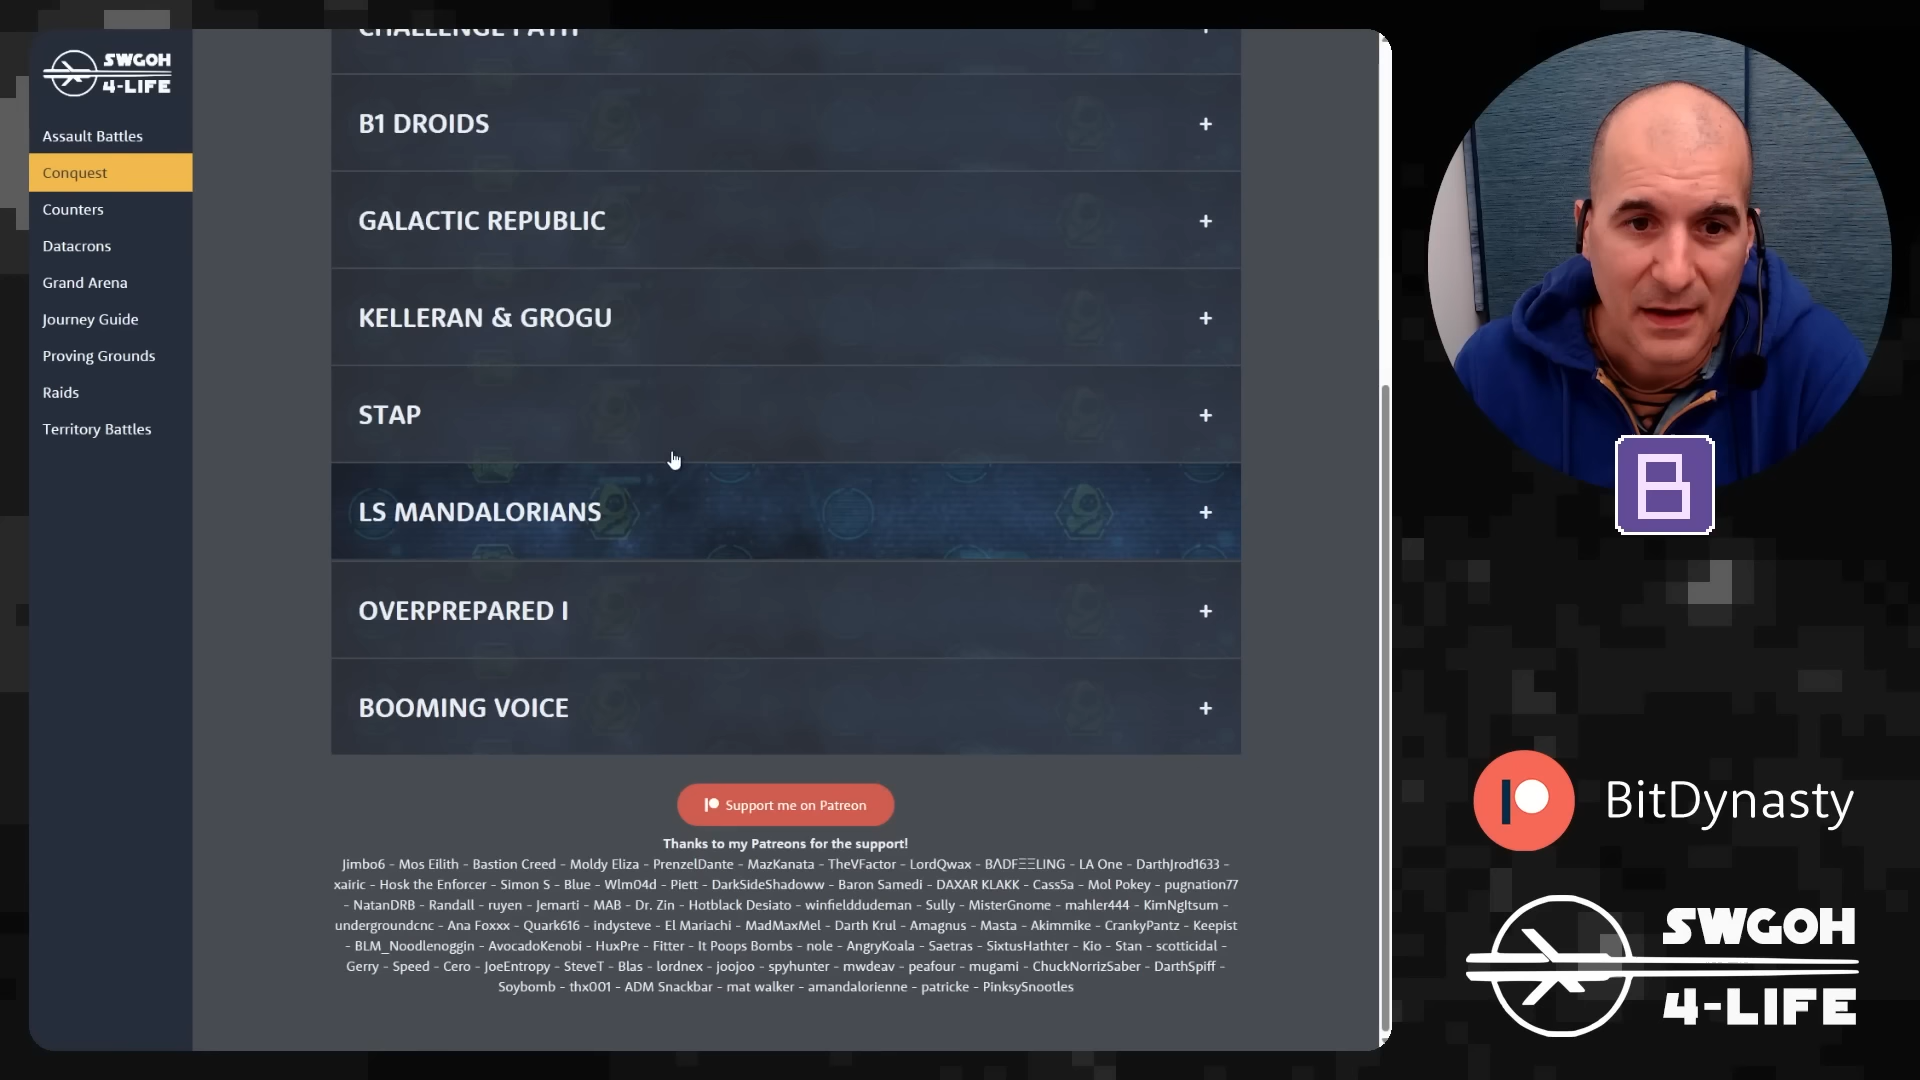 SWGOH
4-LIFE
Assault Battles
Conquest
Counters
Datacrons
Grand Arena
Journey Guide
Proving Grounds
Raids
Territory Battles
CHALLENGE PATH +
B1 DROIDS +
GALACTIC REPUBLIC +
KELLERAN & GROGU +
STAP +
LS MANDALORIANS +
OVERPREPARED I +
BOOMING VOICE +
Support me on Patreon
Thanks to my Patreons for the support!
Jimbo6 - Mos Eilith - Bastion Creed - Moldy Eliza - PrenzelDante - MazKanata - TheVFactor - LordQwax - BΛDFΞΞLING - LA One - DarthJrod1633 -
xairic - Hosk the Enforcer - Simon S - Blue - Wlm04d - Piett - DarkSideShadoww - Baron Samedi - DAXAR KLAKK - Cass5a - Mol Pokey - pugnation77
- NatanDRB - Randall - ruyen - Jemarti - MAB - Dr. Zin - Hotblack Desiato - winfielddudeman - Sully - MisterGnome - mahler444 - KimNgItsum -
undergroundcnc - Ana Foxxx - Quark616 - indysteve - El Mariachi - MadMaxMel - Darth Krul - Amagnus - Masta - Akimmike - CrankyPantz - Keepist
- BLM_Noodlenoggin - AvocadoKenobi - HuxPre - Fitter - It Poops Bombs - nole - AngryKoala - Saetras - SixtusHathter - Kio - Stan - scotticidal -
Gerry - Speed - Cero - JoeEntropy - SteveT - Blas - lordnex - joojoo - spyhunter - mwdeav - peafour - mugami - ChuckNorrizSaber - DarthSpiff -
Soybomb - thx001 - ADM Snackbar - mat walker - amandalorienne - patricke - PinksySnootles
B
BitDynasty
SWGOH
4-LIFE